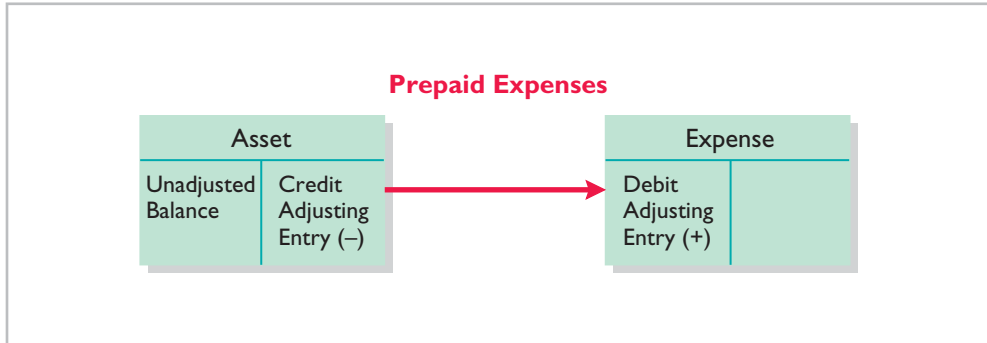 Prepaid Expenses
Asset
Unadjusted
Balance
Credit
Adjusting
Entry (–)
Expense
Debit
Adjusting
Entry (+)